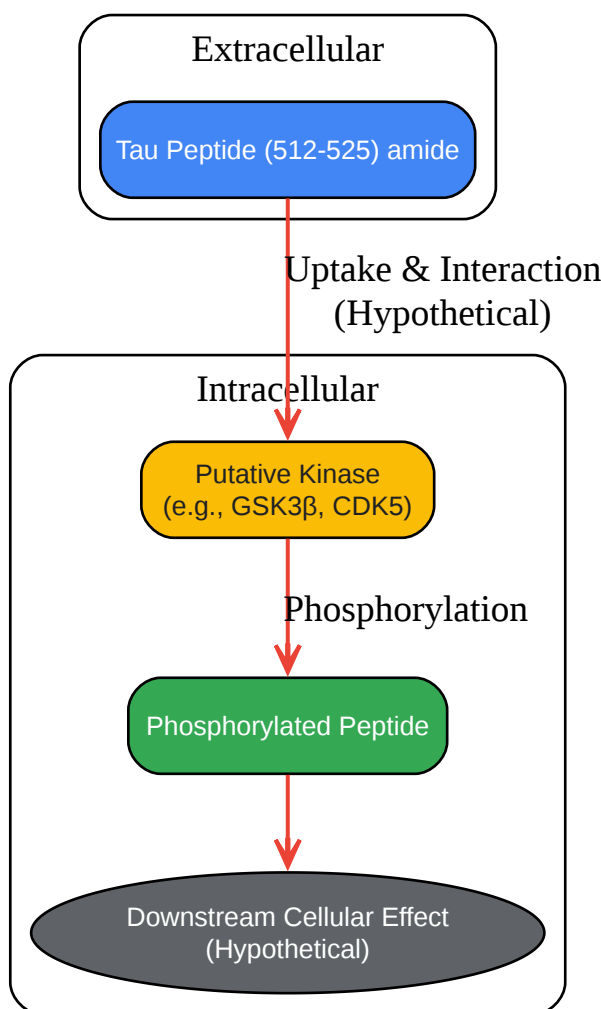 Extracellular
Tau Peptide (512-525) amide
Uptake & Interaction
(Hypothetical)
Intracellular
Putative Kinase
(e.g., GSK3β, CDK5)
Phosphorylation
Phosphorylated Peptide
Downstream Cellular Effect
(Hypothetical)